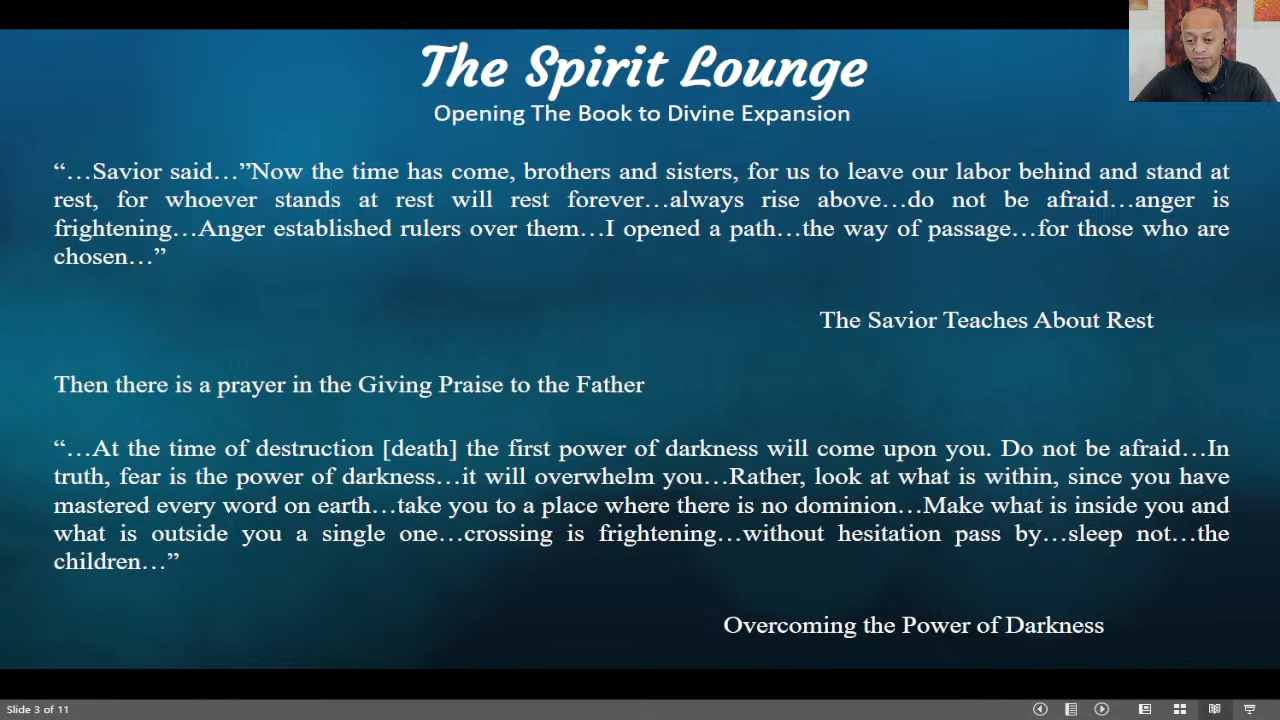 The Spirit Lounge
Opening The Book to Divine Expansion
“…Savior said…”Now the time has come, brothers and sisters, for us to leave our labor behind and stand at
rest, for whoever stands at rest will rest forever…always rise above…do not be afraid…anger is
frightening…Anger established rulers over them…I opened a path…the way of passage…for those who are
chosen…”
The Savior Teaches About Rest
Then there is a prayer in the Giving Praise to the Father
“…At the time of destruction [death] the first power of darkness will come upon you. Do not be afraid…In
truth, fear is the power of darkness…it will overwhelm you…Rather, look at what is within, since you have
mastered every word on earth…take you to a place where there is no dominion…Make what is inside you and
what is outside you a single one…crossing is frightening…without hesitation pass by…sleep not…the
children…”
Overcoming the Power of Darkness
Slide 3 of 11